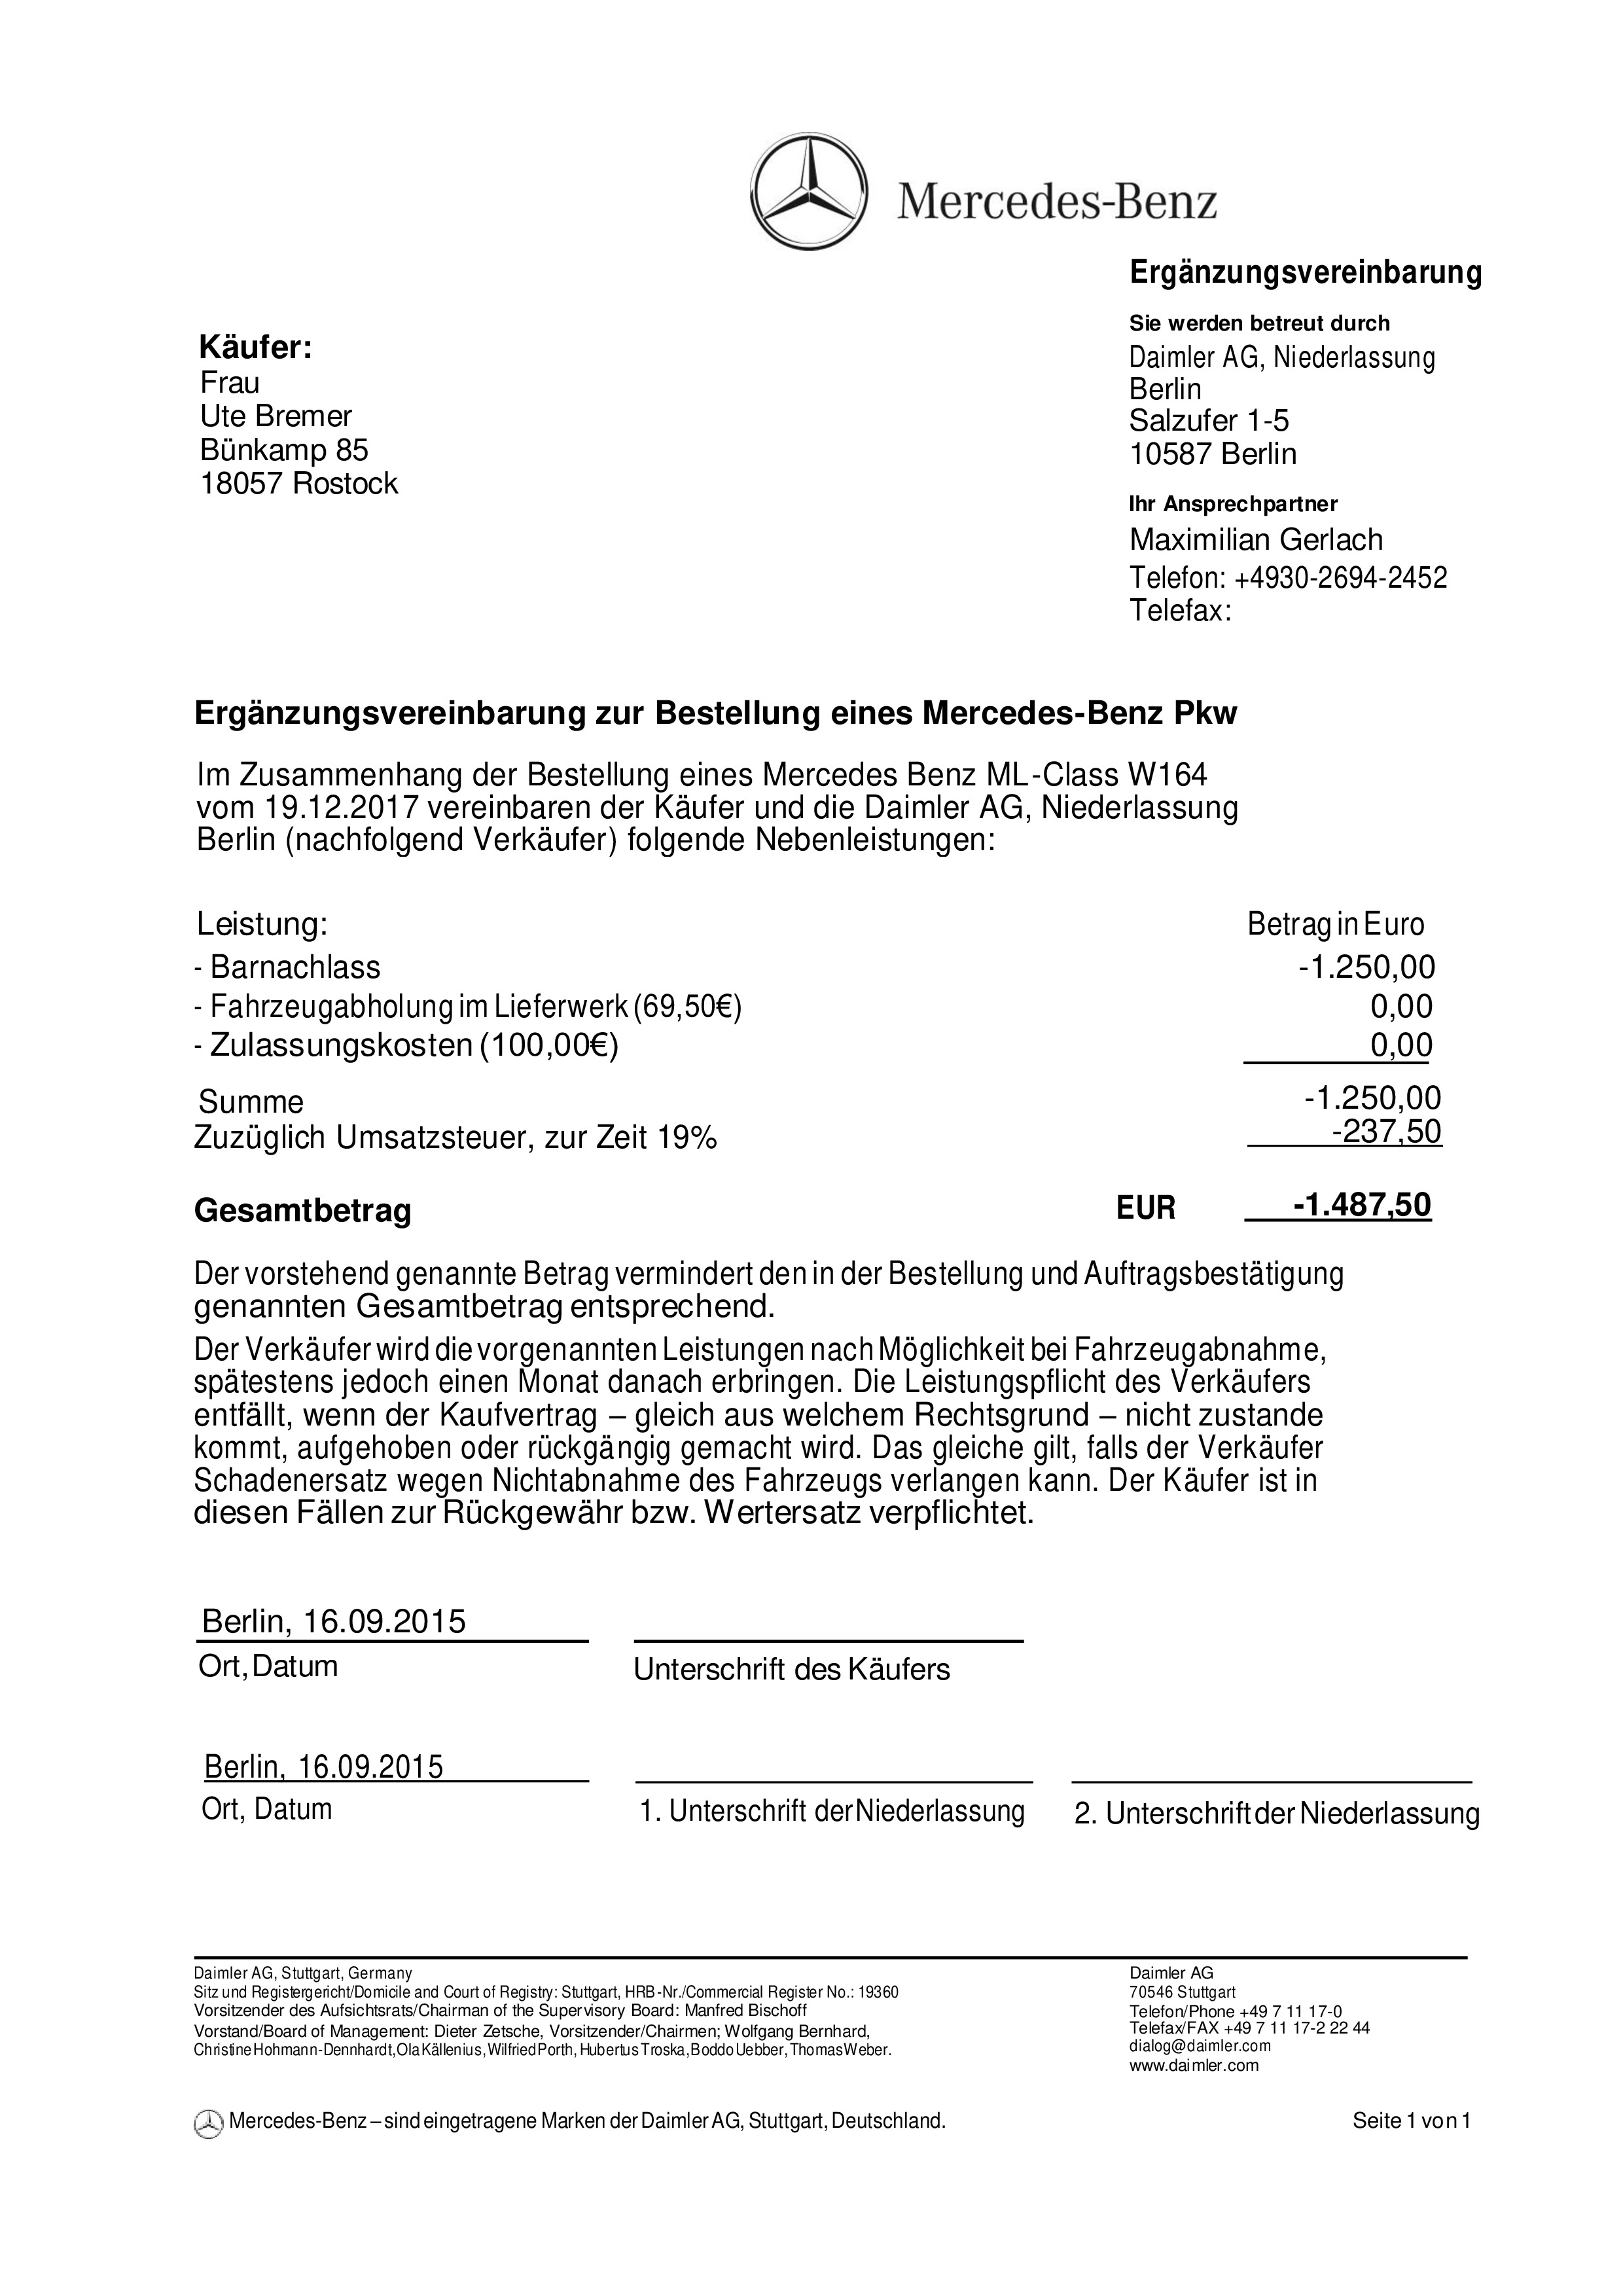 Mercedes-Benz
Ergänzungsvereinbarung
Sie werden betreut durch
Daimler AG, Niederlassung
Berlin
Salzufer 1-5
10587 Berlin
Ihr Ansprechpartner
Maximilian Gerlach
Telefon: +4930-2694-2452
Telefax:
Käufer:
Frau
Ute Bremer
Bünkamp 85
18057 Rostock
Ergänzungsvereinbarung zur Bestellung eines Mercedes-Benz Pkw
Im Zusammenhang der Bestellung eines Mercedes Benz ML-Class W164
vom 19.12.2017 vereinbaren der Käufer und die Daimler AG, Niederlassung
Berlin (nachfolgend Verkäufer) folgende Nebenleistungen:
Leistung: Betrag in Euro
- Barnachlass -1.250,00
- Fahrzeugabholung im Lieferwerk (69,50€) 0,00
- Zulassungskosten (100,00€) 0,00
Summe -1.250,00
Zuzüglich Umsatzsteuer, zur Zeit 19% -237,50
Gesamtbetrag EUR -1.487,50
Der vorstehend genannte Betrag vermindert den in der Bestellung und Auftragsbestätigung
genannten Gesamtbetrag entsprechend.
Der Verkäufer wird die vorgenannten Leistungen nach Möglichkeit bei Fahrzeugabnahme,
spätestens jedoch einen Monat danach erbringen. Die Leistungspflicht des Verkäufers
entfällt, wenn der Kaufvertrag – gleich aus welchem Rechtsgrund – nicht zustande
kommt, aufgehoben oder rückgängig gemacht wird. Das gleiche gilt, falls der Verkäufer
Schadenersatz wegen Nichtabnahme des Fahrzeugs verlangen kann. Der Käufer ist in
diesen Fällen zur Rückgewähr bzw. Wertersatz verpflichtet.
Berlin, 16.09.2015
Ort, Datum Unterschrift des Käufers
Berlin, 16.09.2015
Ort, Datum 1. Unterschrift der Niederlassung 2. Unterschrift der Niederlassung
Daimler AG, Stuttgart, Germany
Sitz und Registergericht/Domicile and Court of Registry: Stuttgart, HRB-Nr./Commercial Register No.: 19360
Vorsitzender des Aufsichtsrats/Chairman of the Supervisory Board: Manfred Bischoff
Vorstand/Board of Management: Dieter Zetsche, Vorsitzender/Chairmen; Wolfgang Bernhard,
Christine Hohmann-Dennhardt, Ola Källenius, Wilfried Porth, Hubertus Troska, Boddo Uebber, Thomas Weber.
Daimler AG
70546 Stuttgart
Telefon/Phone +49 7 11 17-0
Telefax/FAX +49 7 11 17-2 22 44
dialog@daimler.com
www.daimler.com
Mercedes-Benz – sind eingetragene Marken der Daimler AG, Stuttgart, Deutschland. Seite 1 von 1